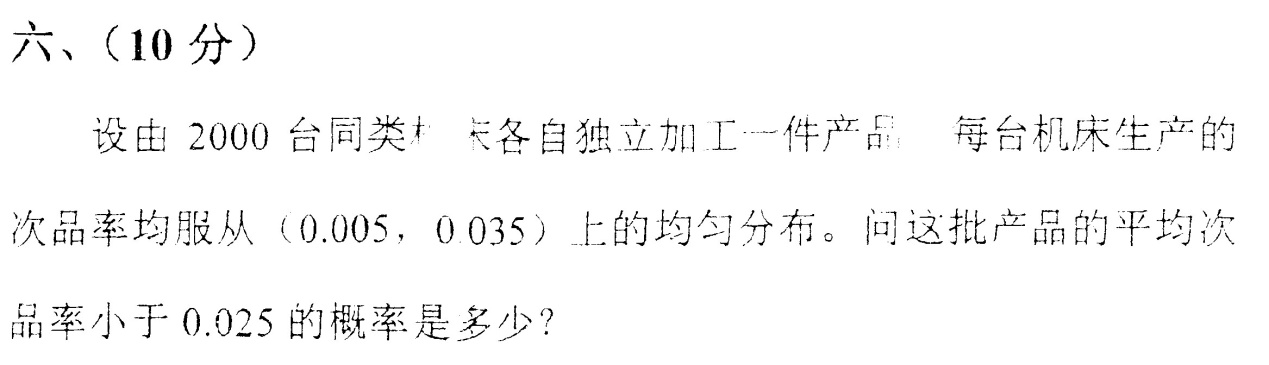 六、（10 分）
设由 2000 台同类机床各自独立加工一件产品 每台机床生产的
次品率均服从（0.005，0.035）上的均匀分布。问这批产品的平均次
品率小于 0.025 的概率是多少？